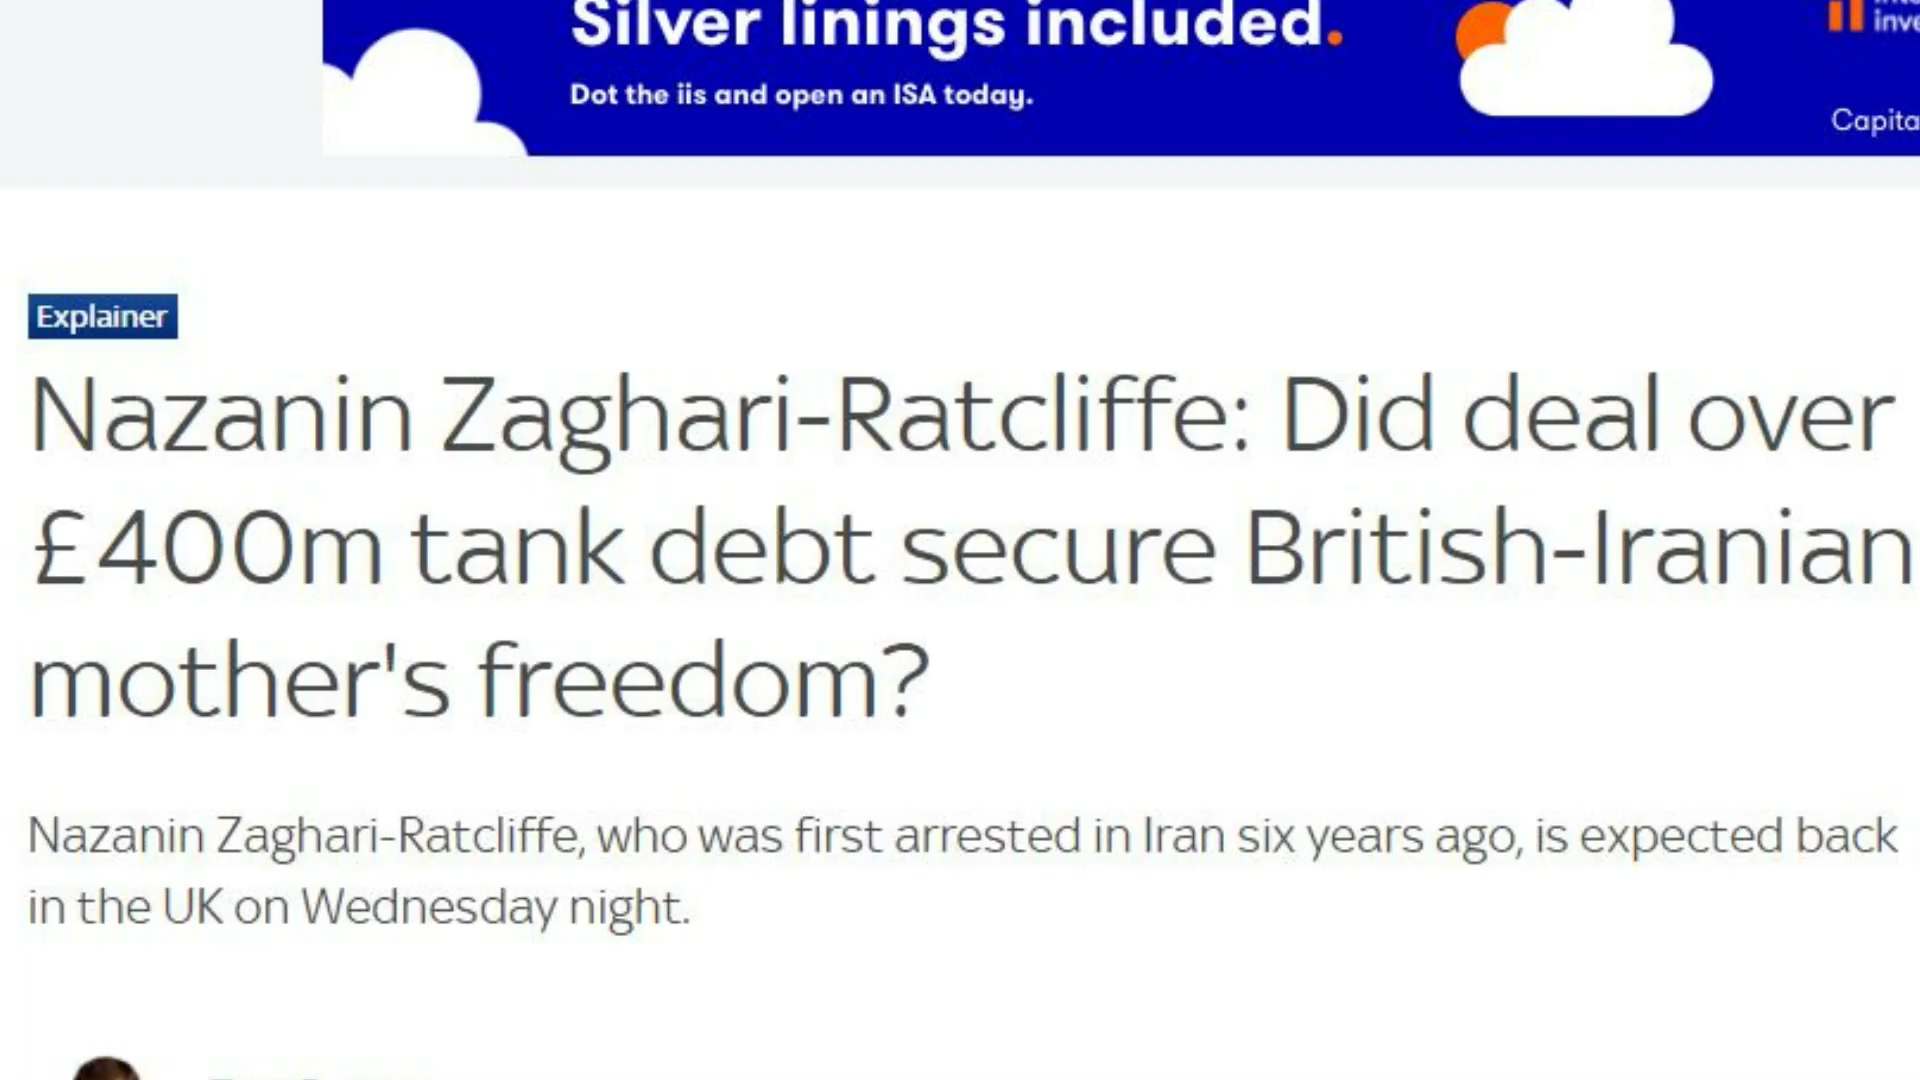 Silver linings included.
Dot the iis and open an ISA today.
Explainer
Nazanin Zaghari-Ratcliffe: Did deal over
£400m tank debt secure British-Iranian
mother's freedom?
Nazanin Zaghari-Ratcliffe, who was first arrested in Iran six years ago, is expected back
in the UK on Wednesday night.